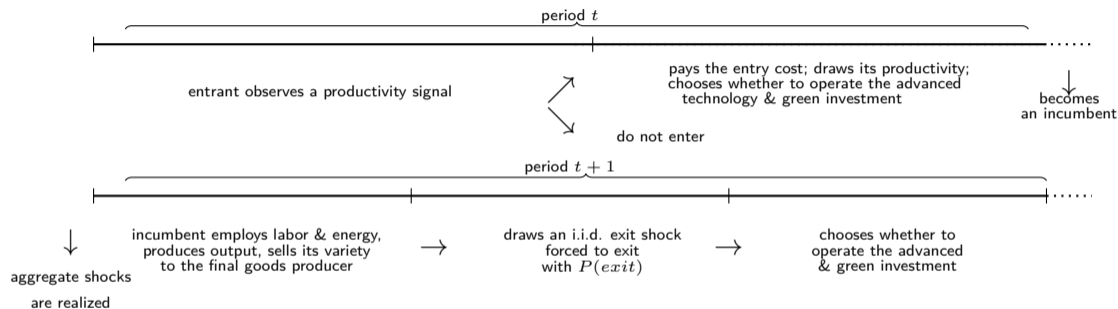 period t
entrant observes a productivity signal
pays the entry cost; draws its productivity;
chooses whether to operate the advanced
technology & green investment
do not enter
becomes
an incumbent
period t + 1
aggregate shocks
are realized
incumbent employs labor & energy,
produces output, sells its variety
to the final goods producer
draws an i.i.d. exit shock
forced to exit
with P(exit)
chooses whether to
operate the advanced
& green investment